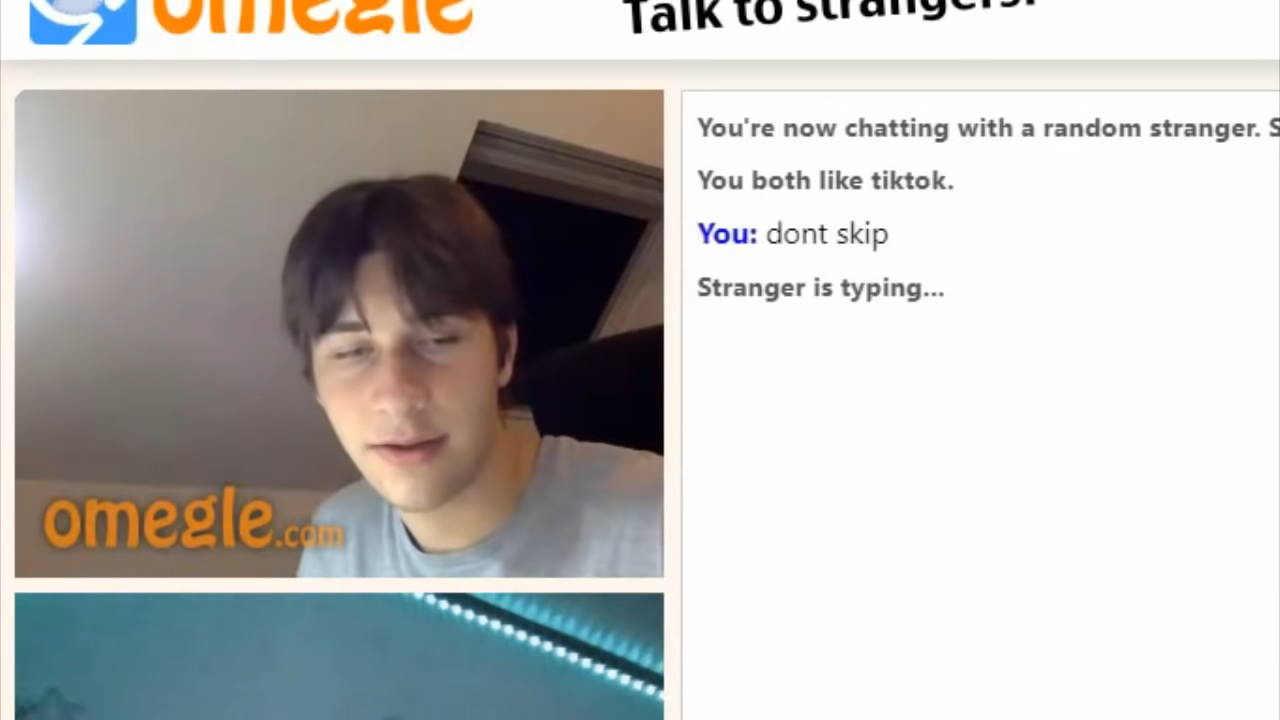 omegle
Talk to strangers!
You're now chatting with a random stranger. S
You both like tiktok.
You: dont skip
Stranger is typing...
omegle.com